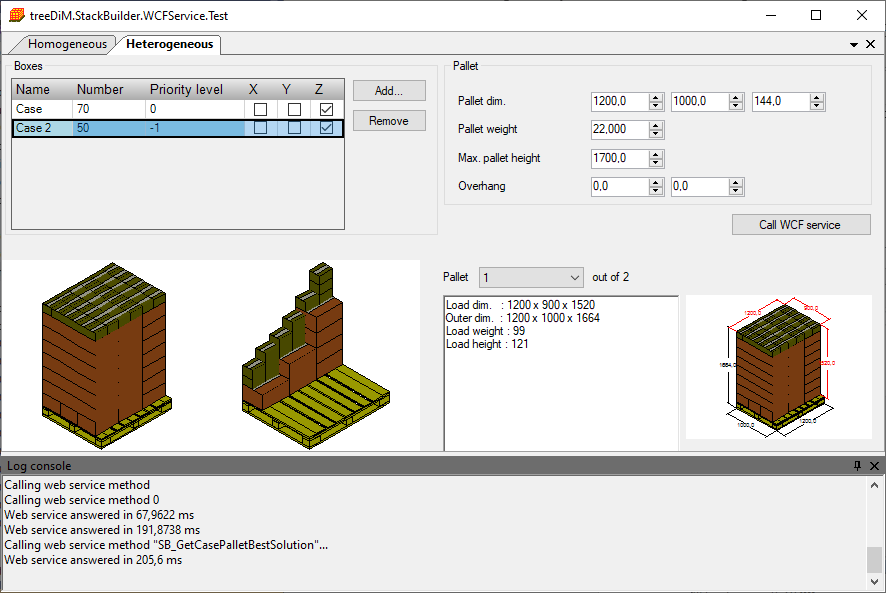 treeDiM.StackBuilder.WCFService.Test
Homogeneous Heterogeneous
Boxes
Name Number Priority level X Y Z
Case 70 0
Case 2 50 -1
Add...
Remove
Pallet
Pallet dim. 1200,0 1000,0 144,0
Pallet weight 22,000
Max. pallet height 1700,0
Overhang 0,0 0,0
Call WCF service
Pallet 1 out of 2
Load dim. : 1200 x 900 x 1520
Outer dim. : 1200 x 1000 x 1664
Load weight : 99
Load height : 121
1200,0
900,0
1664,0
1000,0 1200,0
Log console
Calling web service method
Calling web service method 0
Web service answered in 67,9622 ms
Web service answered in 191,8738 ms
Calling web service method "SB_GetCasePalletBestSolution"...
Web service answered in 205,6 ms